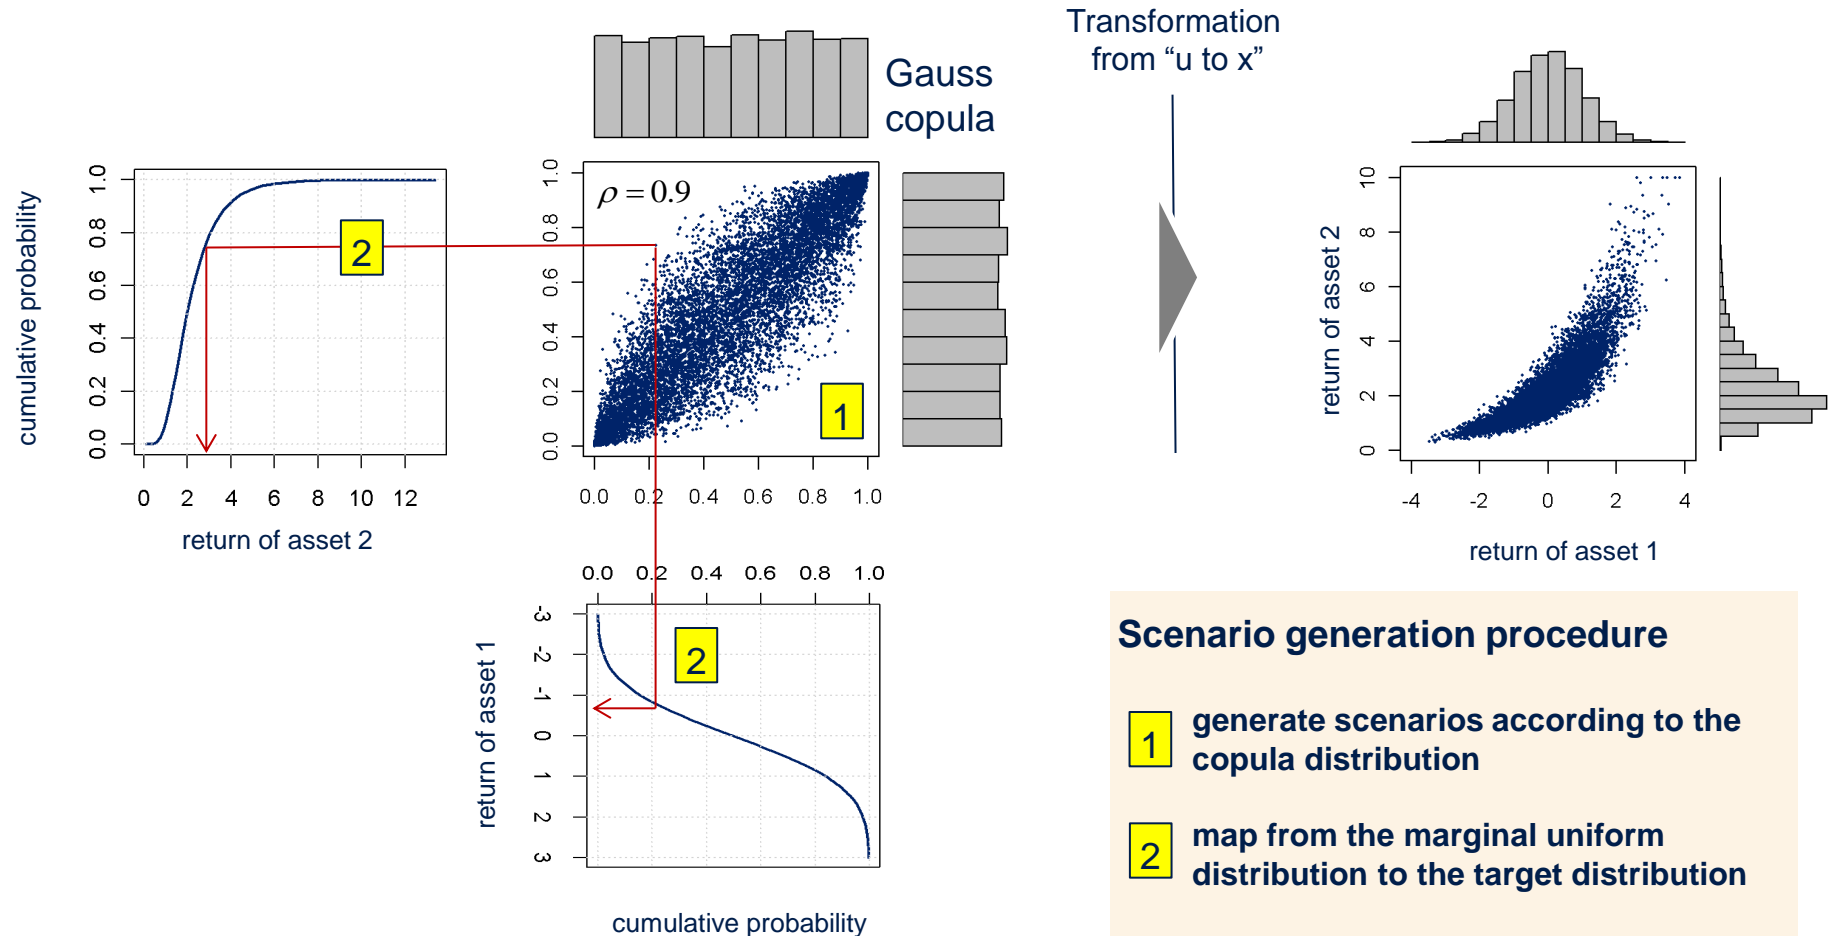 Transformation
from “u to x”
Gauss
copula
cumulative probability
1.0
0.8
0.6
0.4
0.2
0.0
0 2 4 6 8 10 12
return of asset 2
2
ρ = 0.9
1.0
0.8
0.6
0.4
0.2
0.0
0.0 0.2 0.4 0.6 0.8 1.0
1
return of asset 2
10
8
6
4
2
0
-4 -2 0 2 4
return of asset 1
0.0 0.2 0.4 0.6 0.8 1.0
return of asset 1
-3
-2
-1
0
1
2
3
2
cumulative probability
Scenario generation procedure
1 generate scenarios according to the
copula distribution
2 map from the marginal uniform
distribution to the target distribution